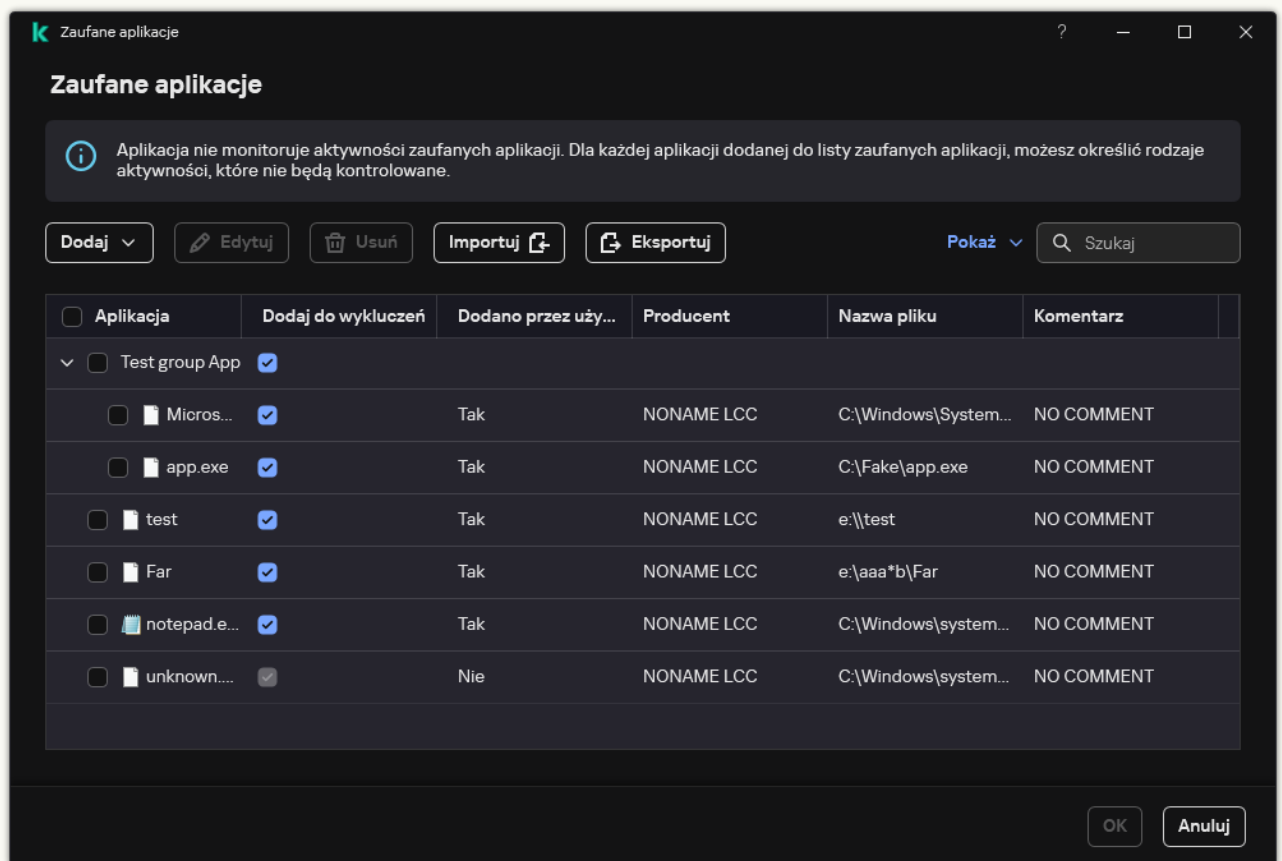 Zaufane aplikacje
?
Zaufane aplikacje
Aplikacja nie monitoruje aktywności zaufanych aplikacji. Dla każdej aplikacji dodanej do listy zaufanych aplikacji, możesz określić rodzaje
aktywności, które nie będą kontrolowane.
Dodaj Edytuj Usuń Importuj Eksportuj Pokaż Szukaj
Aplikacja Dodaj do wykluczeń Dodano przez uży... Producent Nazwa pliku Komentarz
Test group App
Micros... Tak NONAME LCC C:\Windows\System... NO COMMENT
app.exe Tak NONAME LCC C:\Fake\app.exe NO COMMENT
test Tak NONAME LCC e:\\test NO COMMENT
Far Tak NONAME LCC e:\aaa*b\Far NO COMMENT
notepad.e... Tak NONAME LCC C:\Windows\system... NO COMMENT
unknown.... Nie NONAME LCC C:\Windows\system... NO COMMENT
OK Anuluj